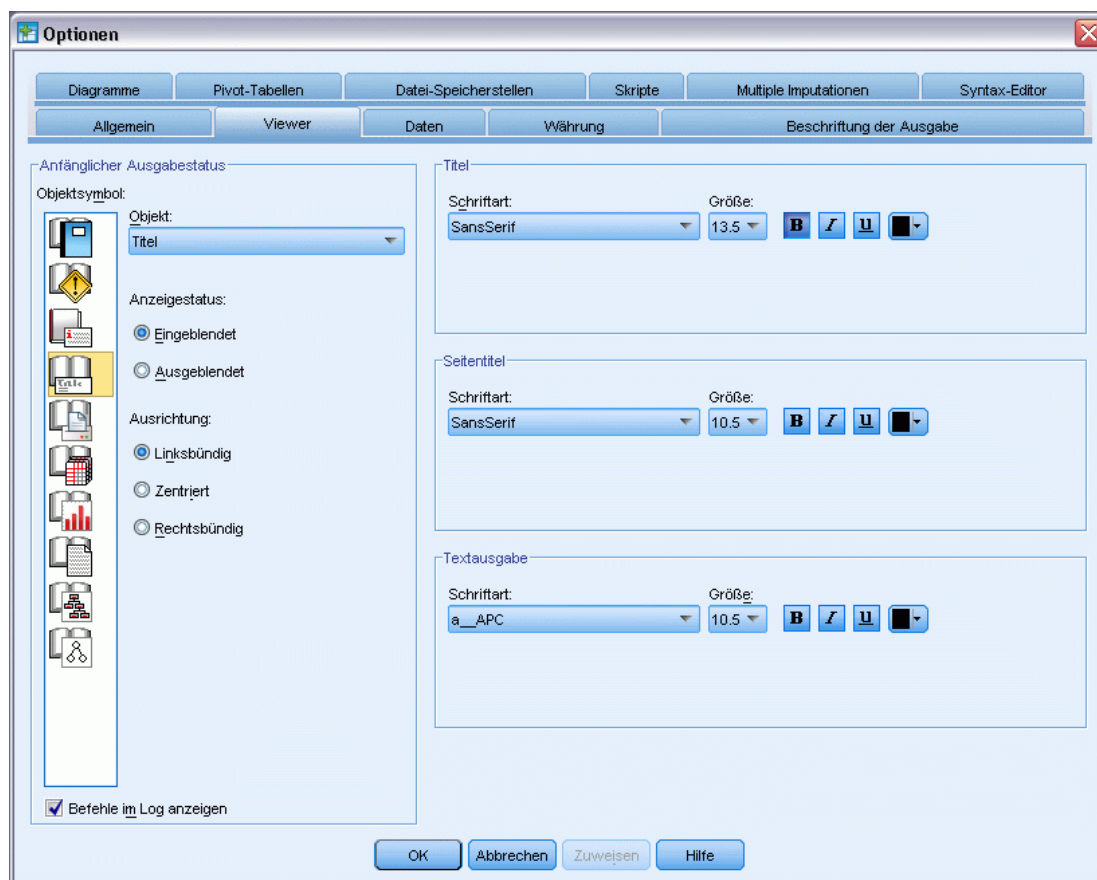 Optionen
Diagramme Pivot-Tabellen Datei-Speicherstellen Skripte Multiple Imputationen Syntax-Editor
Allgemein Viewer Daten Währung Beschriftung der Ausgabe
Anfänglicher Ausgabestatus
Objektsymbol:
Objekt:
Titel
Anzeigestatus:
Eingeblendet
Ausgeblendet
Ausrichtung:
Linksbündig
Zentriert
Rechtsbündig
Title
Befehle im Log anzeigen
Titel
Schriftart: Größe:
SansSerif 13.5 B I U
Seitentitel
Schriftart: Größe:
SansSerif 10.5 B I U
Textausgabe
Schriftart: Größe:
a__APC 10.5 B I U
OK Abbrechen Zuweisen Hilfe